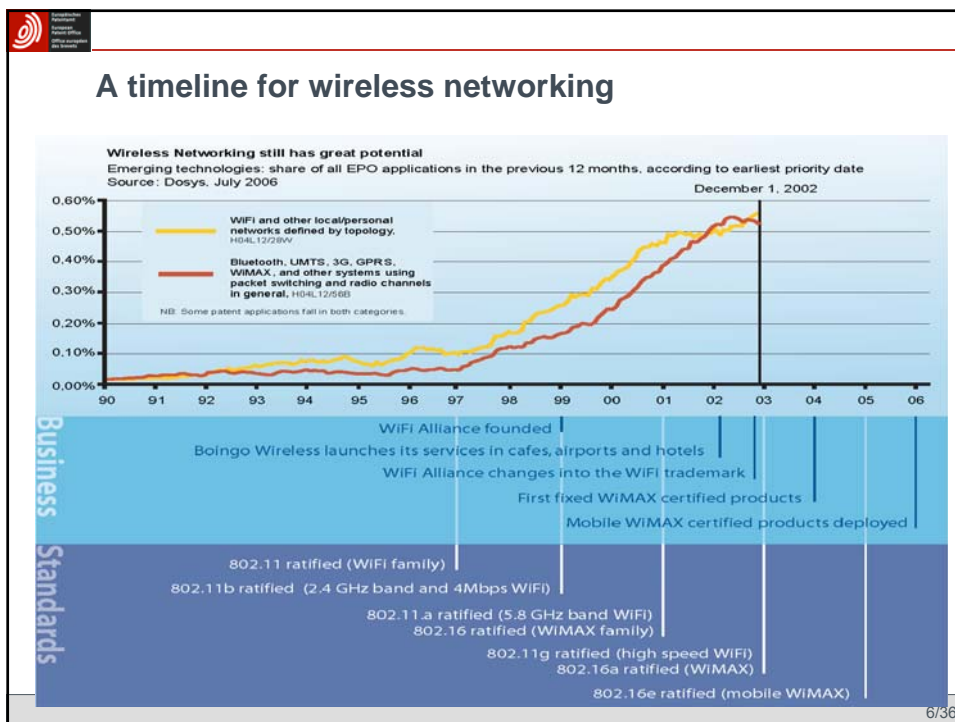 Europäisches
Patentamt
European
Patent Office
Office européen
des brevets
A timeline for wireless networking
Wireless Networking still has great potential
Emerging technologies: share of all EPO applications in the previous 12 months, according to earliest priority date
Source: Dosys, July 2006
December 1, 2002
0,60%
0,50%
0,40%
0,30%
0,20%
0,10%
0,00%
WiFi and other local/personal
networks defined by topology,
H04L12/28W
Bluetooth, UMTS, 3G, GPRS,
WiMAX, and other systems using
packet switching and radio channels
in general, H04L12/56B
NB: Some patent applications fall in both categories.
90 91 92 93 94 95 96 97 98 99 00 01 02 03 04 05 06
Business
WiFi Alliance founded
Boingo Wireless launches its services in cafes, airports and hotels
WiFi Alliance changes into the WiFi trademark
First fixed WiMAX certified products
Mobile WiMAX certified products deployed
Standards
802.11 ratified (WiFi family)
802.11b ratified (2.4 GHz band and 4Mbps WiFi)
802.11.a ratified (5.8 GHz band WiFi)
802.16 ratified (WiMAX family)
802.11g ratified (high speed WiFi)
802.16a ratified (WiMAX)
802.16e ratified (mobile WiMAX)
6/36